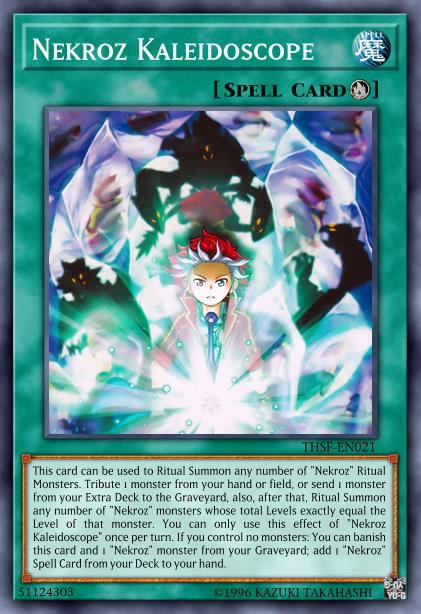 NEKROZ KALEIDOSCOPE
SPELL
魔
[SPELL CARD]
THSF-EN021
This card can be used to Ritual Summon any number of "Nekroz" Ritual
Monsters. Tribute 1 monster from your hand or field, or send 1 monster
from your Extra Deck to the Graveyard, also, after that, Ritual Summon
any number of "Nekroz" monsters whose total Levels exactly equal the
Level of that monster. You can only use this effect of "Nekroz
Kaleidoscope" once per turn. If you control no monsters: You can banish
this card and 1 "Nekroz" monster from your Graveyard; add 1 "Nekroz"
Spell Card from your Deck to your hand.
51124303
©1996 KAZUKI TAKAHASHI